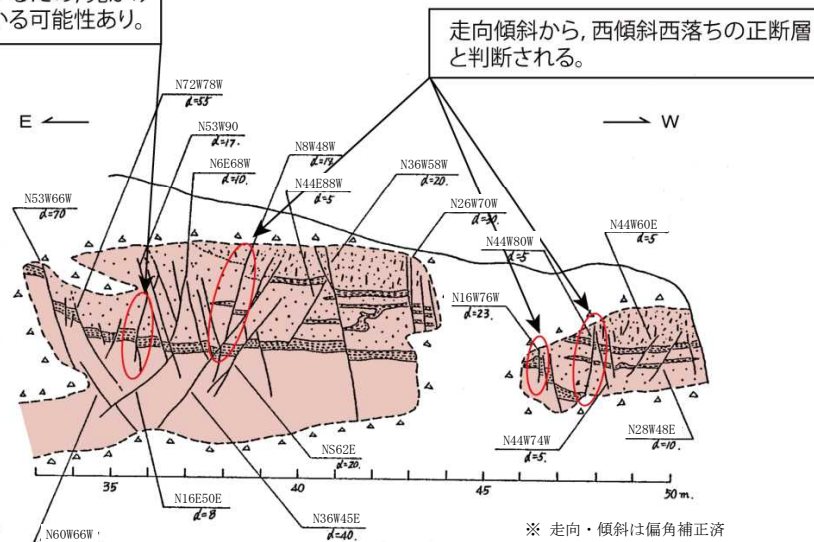 いる可能性あり。
走向傾斜から, 西傾斜西落ちの正断層
と判断される。
E
W
N72W78W
d=55
N53W90
d=17.
N6E68W
d=10.
N8W48W
N44E88W
d=5
N36W58W
d=20.
N53W66W
d=70
N26W70W
d=30.
N44W80W
d=5
N44W60E
d=5
N16W76W
d=23.
N28W48E
d=10.
N44W74W
d=5.
NS62E
d=20.
35
40
45
50 m.
N16E50E
d=8
N36W45E
d=40.
N60W66W
※ 走向・傾斜は偏角補正済